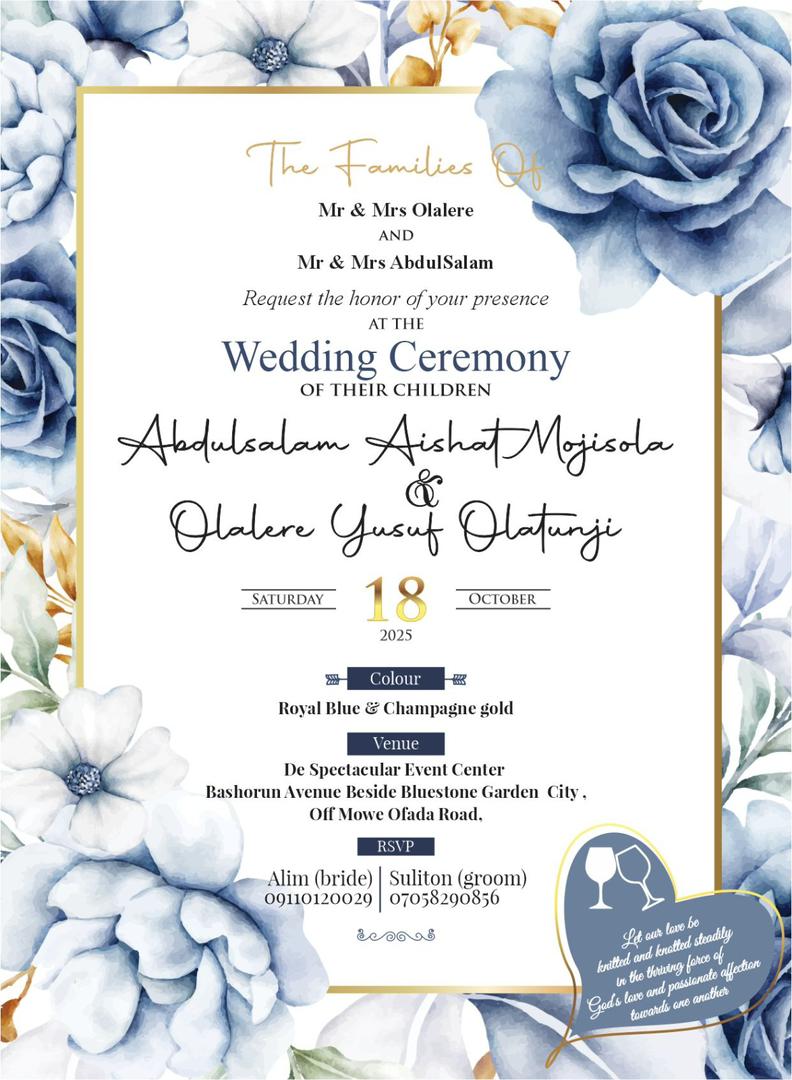 The Families Of
Mr & Mrs Olalere
AND
Mr & Mrs AbdulSalam
Request the honor of your presence
AT THE
Wedding Ceremony
OF THEIR CHILDREN
Abdulsalam Aishat Mojisola
&
Olalere Yusuf Olatunji
SATURDAY 18 OCTOBER
2025
Colour
Royal Blue & Champagne gold
Venue
De Spectacular Event Center
Bashorun Avenue Beside Bluestone Garden City ,
Off Mowe Ofada Road,
RSVP
Alim (bride) Suliton (groom)
09110120029 07058290856
Let our love be
knitted and knotted steadily
in the thriving force of
God's love and passionate affection
towards one another